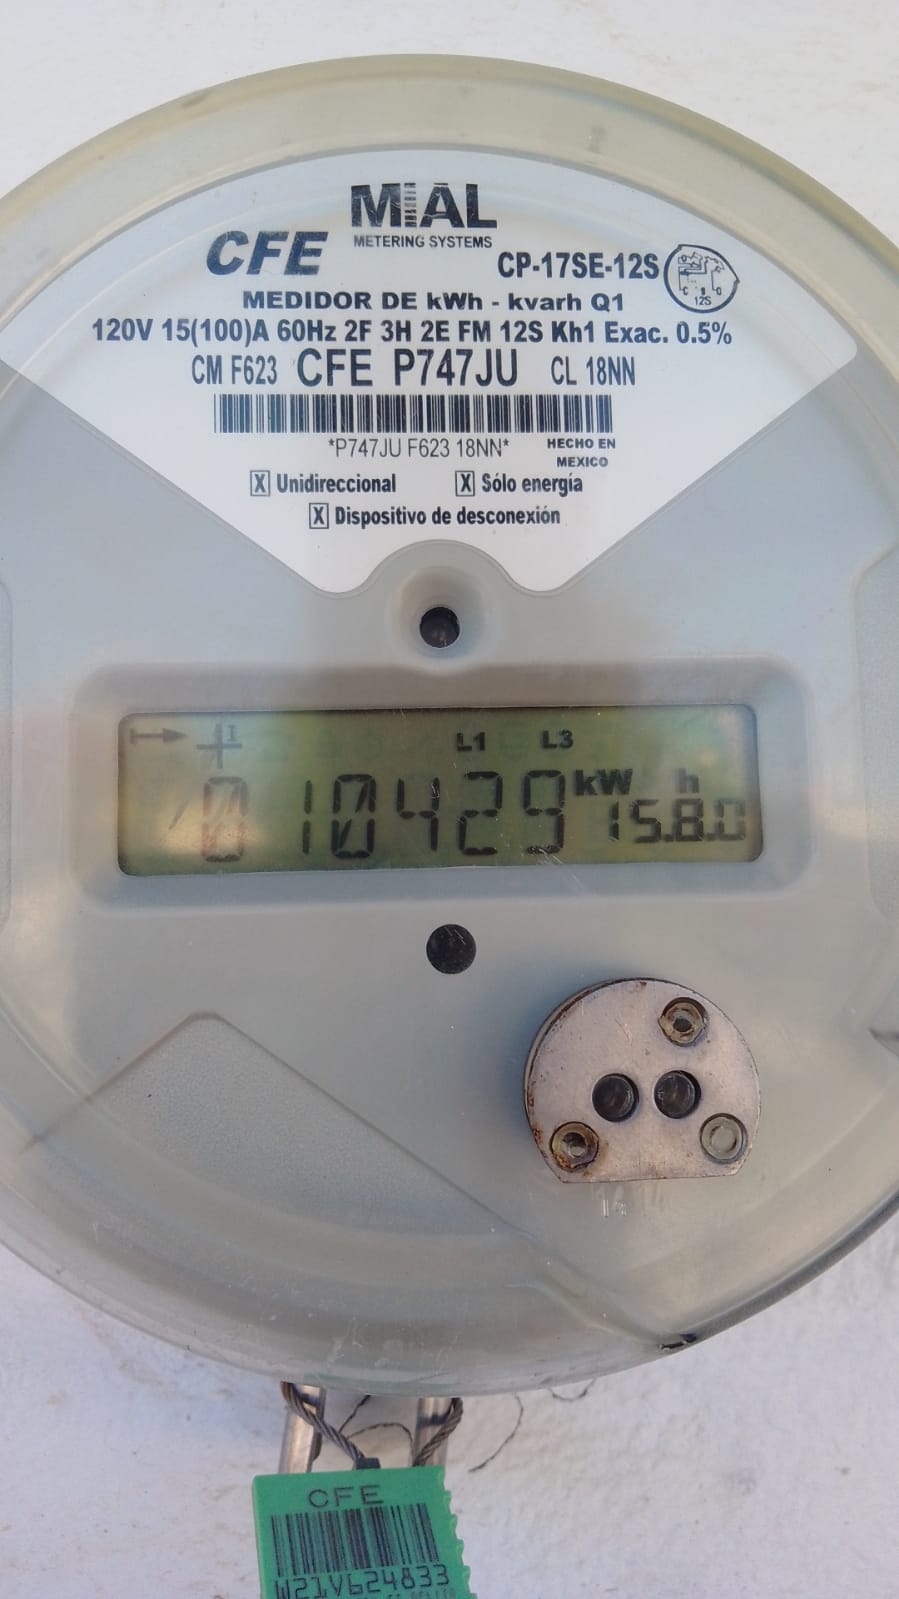 MIAL
METERING SYSTEMS
CFE
CP-17SE-12S
12S
MEDIDOR DE kWh - kvarh Q1
120V 15(100)A 60Hz 2F 3H 2E FM 12S Kh1 Exac. 0.5%
CM F623 CFE P747JU CL 18NN
*P747JU F623 18NN*
HECHO EN
MEXICO
X Unidireccional X Sólo energía
X Dispositivo de desconexión
L1 L3
010429 kW h 15.8.0
CFE
W21V624833